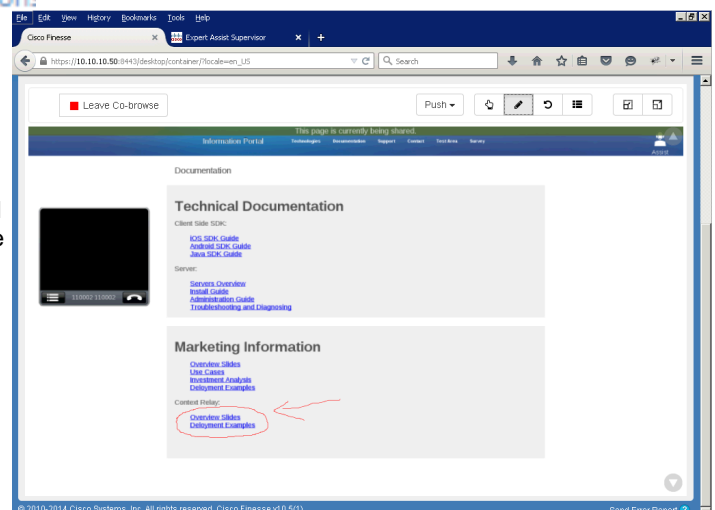 File Edit View History Bookmarks Tools Help
Cisco Finesse Expert Assist Supervisor
https://10.10.10.50:8443/desktop/container/?locale=en_US
Search
Leave Co-browse
Push
This page is currently being shared.
Information Portal Technologies Documentation Support Contact Test Area Survey
Assist
Documentation
Technical Documentation
Client Side SDK:
IOS SDK Guide
Android SDK Guide
Java SDK Guide
Server:
Servers Overview
Install Guide
Administration Guide
Troubleshooting and Diagnosing
110002 110002
Marketing Information
Overview Slides
Use Cases
Investment Analysis
Deloyment Examples
Context Relay:
Overview Slides
Deloyment Examples
© 2010-2014 Cisco Systems, Inc. All rights reserved. Cisco Finesse v10.5(1)
Send Error Report